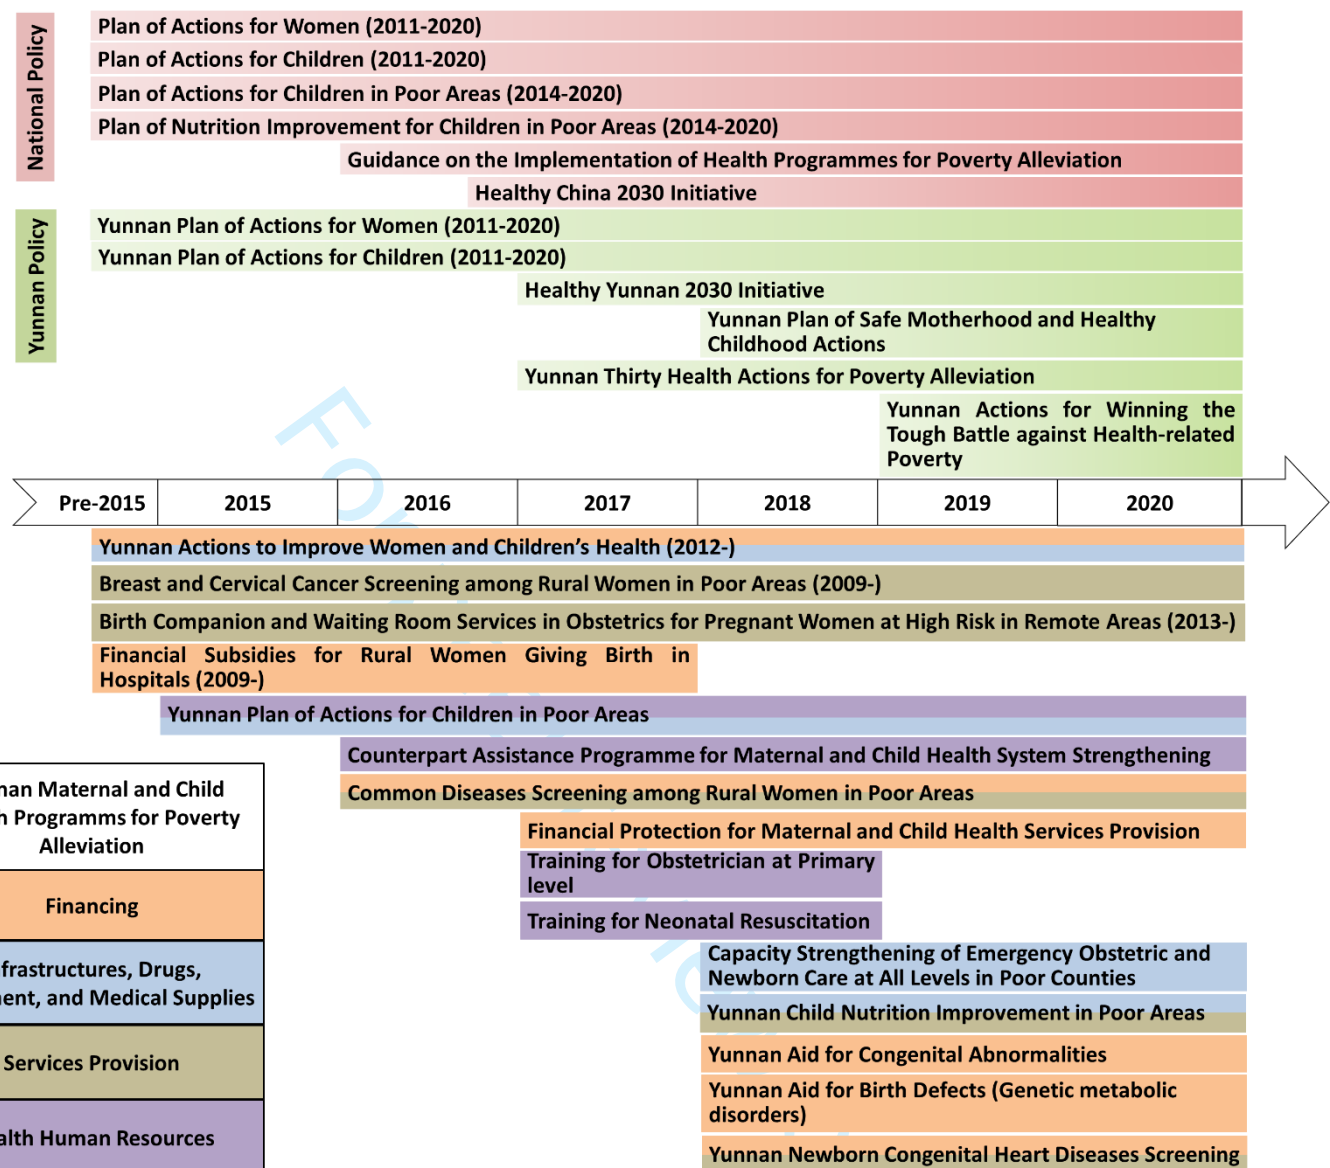 National Policy
Plan of Actions for Women (2011-2020)
Plan of Actions for Children (2011-2020)
Plan of Actions for Children in Poor Areas (2014-2020)
Plan of Nutrition Improvement for Children in Poor Areas (2014-2020)
Guidance on the Implementation of Health Programmes for Poverty Alleviation
Healthy China 2030 Initiative
Yunnan Policy
Yunnan Plan of Actions for Women (2011-2020)
Yunnan Plan of Actions for Children (2011-2020)
Healthy Yunnan 2030 Initiative
Yunnan Plan of Safe Motherhood and Healthy
Childhood Actions
Yunnan Thirty Health Actions for Poverty Alleviation
Yunnan Actions for Winning the
Tough Battle against Health-related
Poverty
Pre-2015 2015 2016 2017 2018 2019 2020
Yunnan Actions to Improve Women and Children's Health (2012-)
Breast and Cervical Cancer Screening among Rural Women in Poor Areas (2009-)
Birth Companion and Waiting Room Services in Obstetrics for Pregnant Women at High Risk in Remote Areas (2013-)
Financial Subsidies for Rural Women Giving Birth in
Hospitals (2009-)
Yunnan Plan of Actions for Children in Poor Areas
Counterpart Assistance Programme for Maternal and Child Health System Strengthening
Common Diseases Screening among Rural Women in Poor Areas
Financial Protection for Maternal and Child Health Services Provision
Training for Obstetrician at Primary
level
Training for Neonatal Resuscitation
Capacity Strengthening of Emergency Obstetric and
Newborn Care at All Levels in Poor Counties
Yunnan Child Nutrition Improvement in Poor Areas
Yunnan Aid for Congenital Abnormalities
Yunnan Aid for Birth Defects (Genetic metabolic
disorders)
Yunnan Newborn Congenital Heart Diseases Screening
nan Maternal and Child
h Programms for Poverty
Alleviation
Financing
frastructures, Drugs,
ment, and Medical Supplies
Services Provision
alth Human Resources
For